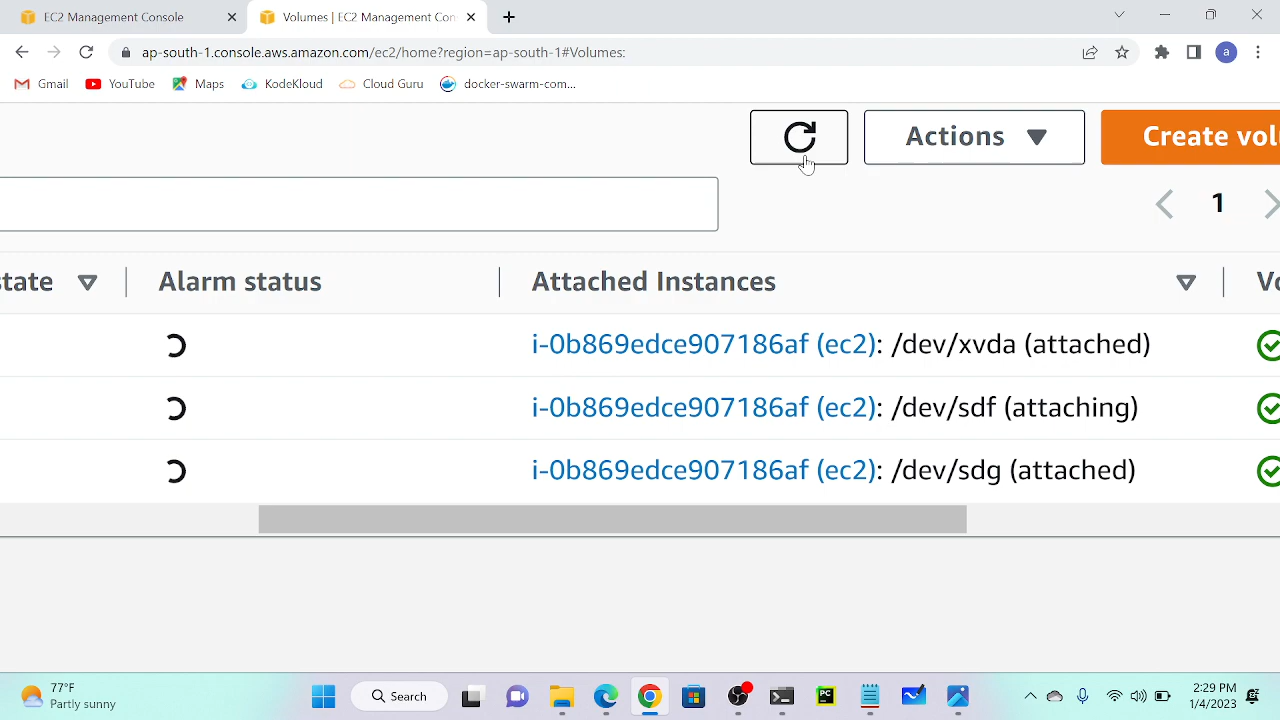 EC2 Management Console
Volumes | EC2 Management Con
ap-south-1.console.aws.amazon.com/ec2/home?region=ap-south-1#Volumes:
a
Gmail
YouTube
Maps
KodeKloud
Cloud Guru
docker-swarm-com...
Actions
Create vol
1
state
Alarm status
Attached Instances
Vo
i-0b869edce907186af (ec2): /dev/xvda (attached)
i-0b869edce907186af (ec2): /dev/sdf (attaching)
i-0b869edce907186af (ec2): /dev/sdg (attached)
77°F
Partly sunny
Search
PC
2:29 PM
1/4/2023